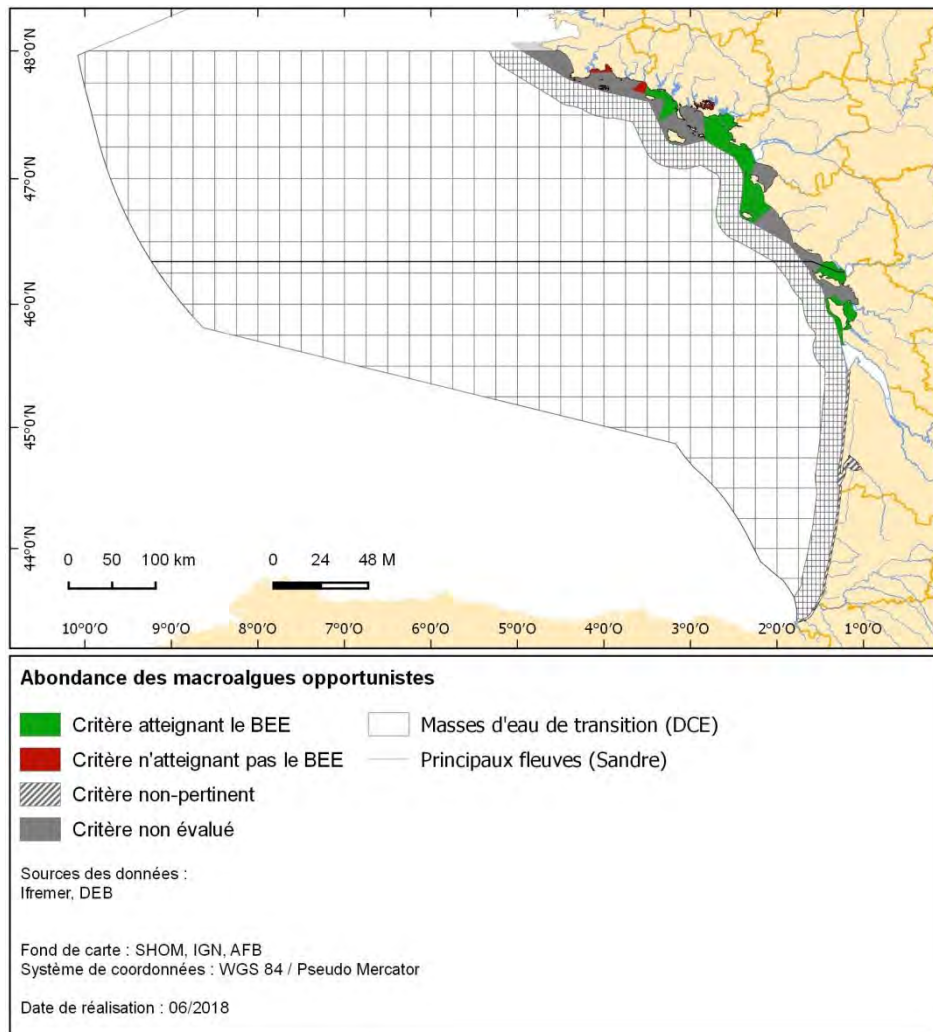 48°0'N
47°0'N
46°0'N
45°0'N
44°0'N
0 50 100 km
0 24 48 M
10°0'O 9°0'O 8°0'O 7°0'O 6°0'O 5°0'O 4°0'O 3°0'O 2°0'O 1°0'O
Abondance des macroalgues opportunistes
Critère atteignant le BEE
Masses d'eau de transition (DCE)
Critère n'atteignant pas le BEE
Principaux fleuves (Sandre)
Critère non-pertinent
Critère non évalué
Sources des données :
Ifremer, DEB
Fond de carte : SHOM, IGN, AFB
Système de coordonnées : WGS 84 / Pseudo Mercator
Date de réalisation : 06/2018